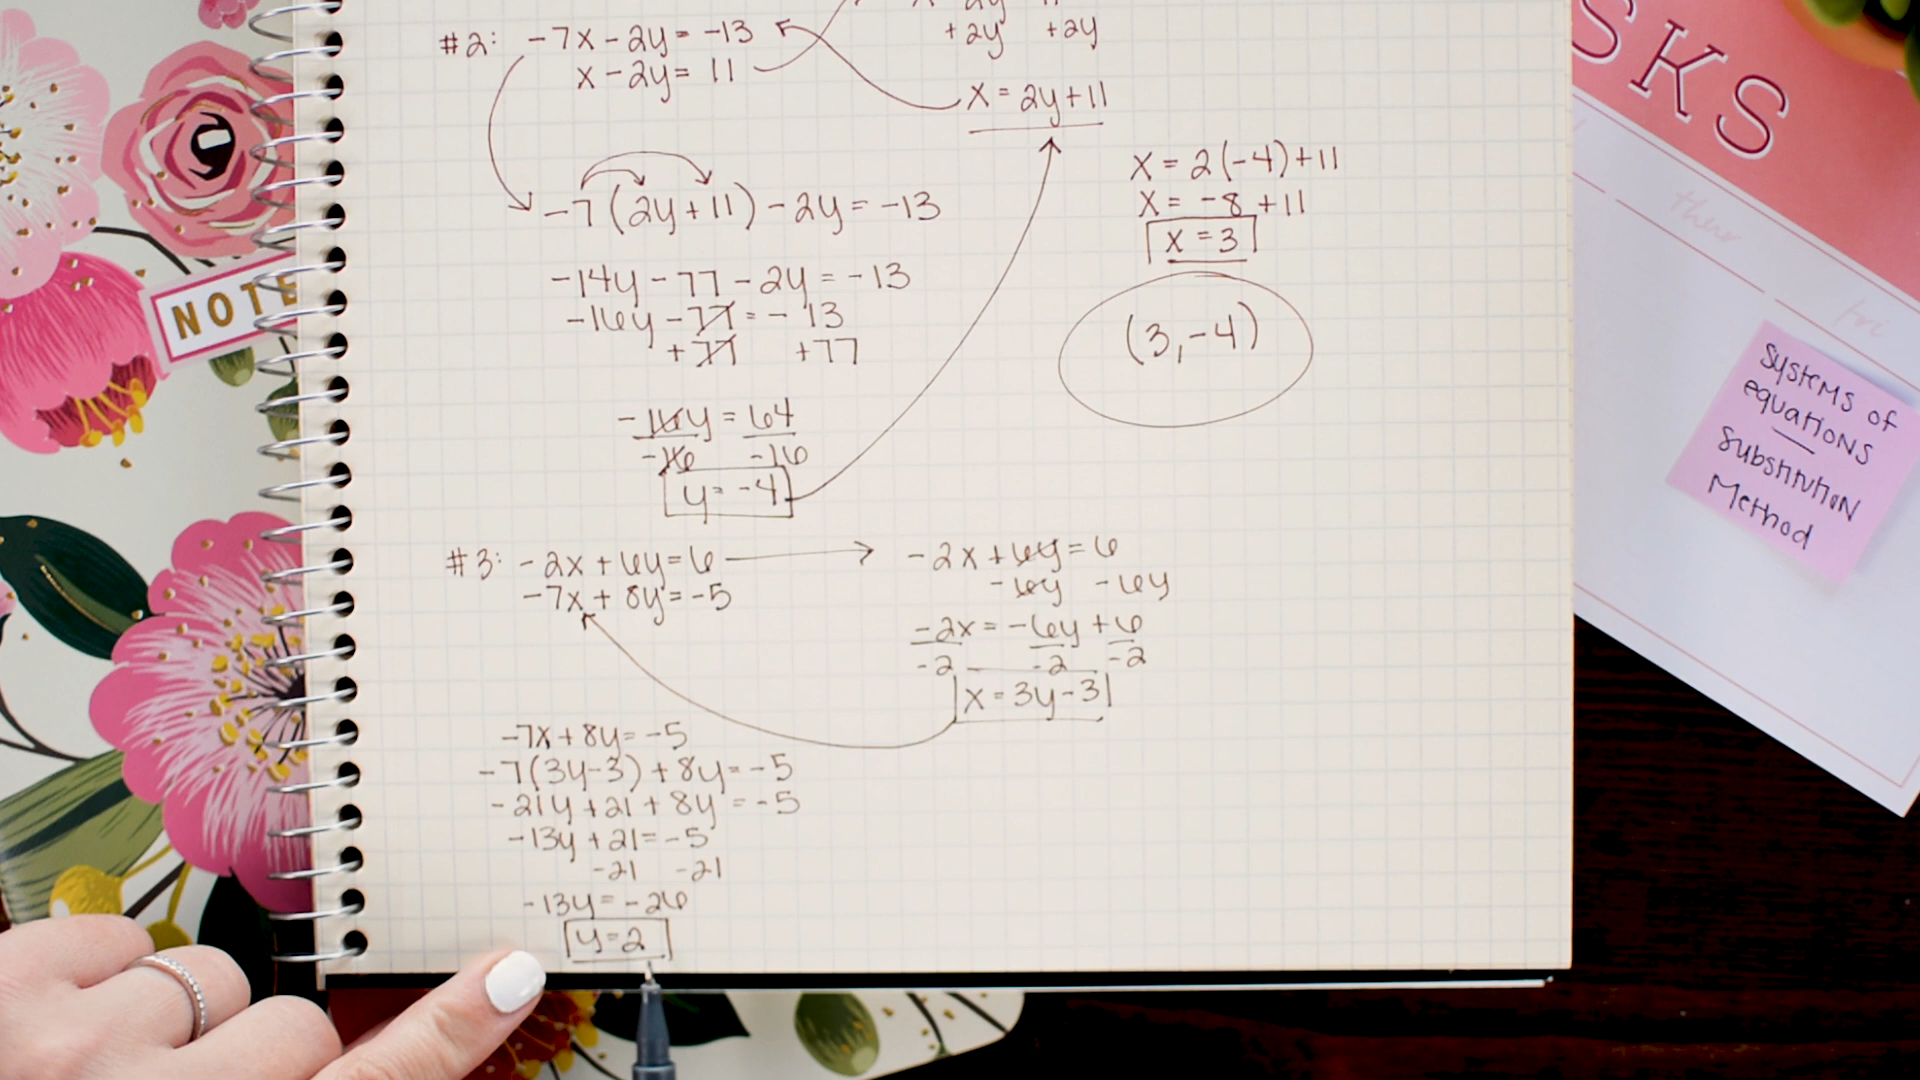 #2: -7x - 2y = -13
x - 2y = 11
+2y +2y
x = 2y + 11
-7(2y + 11) - 2y = -13
-14y - 77 - 2y = -13
-16y - 77 = -13
+77 +77
-16y = 64
-16 -16
y = -4
x = 2(-4) + 11
x = -8 + 11
x = 3
(3, -4)
#3: -2x + 6y = 6
-7x + 8y = -5
-2x + 6y = 6
-6y -6y
-2x = -6y + 6
-2 -2 -2
x = 3y - 3
-7x + 8y = -5
-7(3y - 3) + 8y = -5
-21y + 21 + 8y = -5
-13y + 21 = -5
-21 -21
-13y = -26
y = 2
NOTE
SKS
thur
fri
Systems of
equations
Substitution
Method